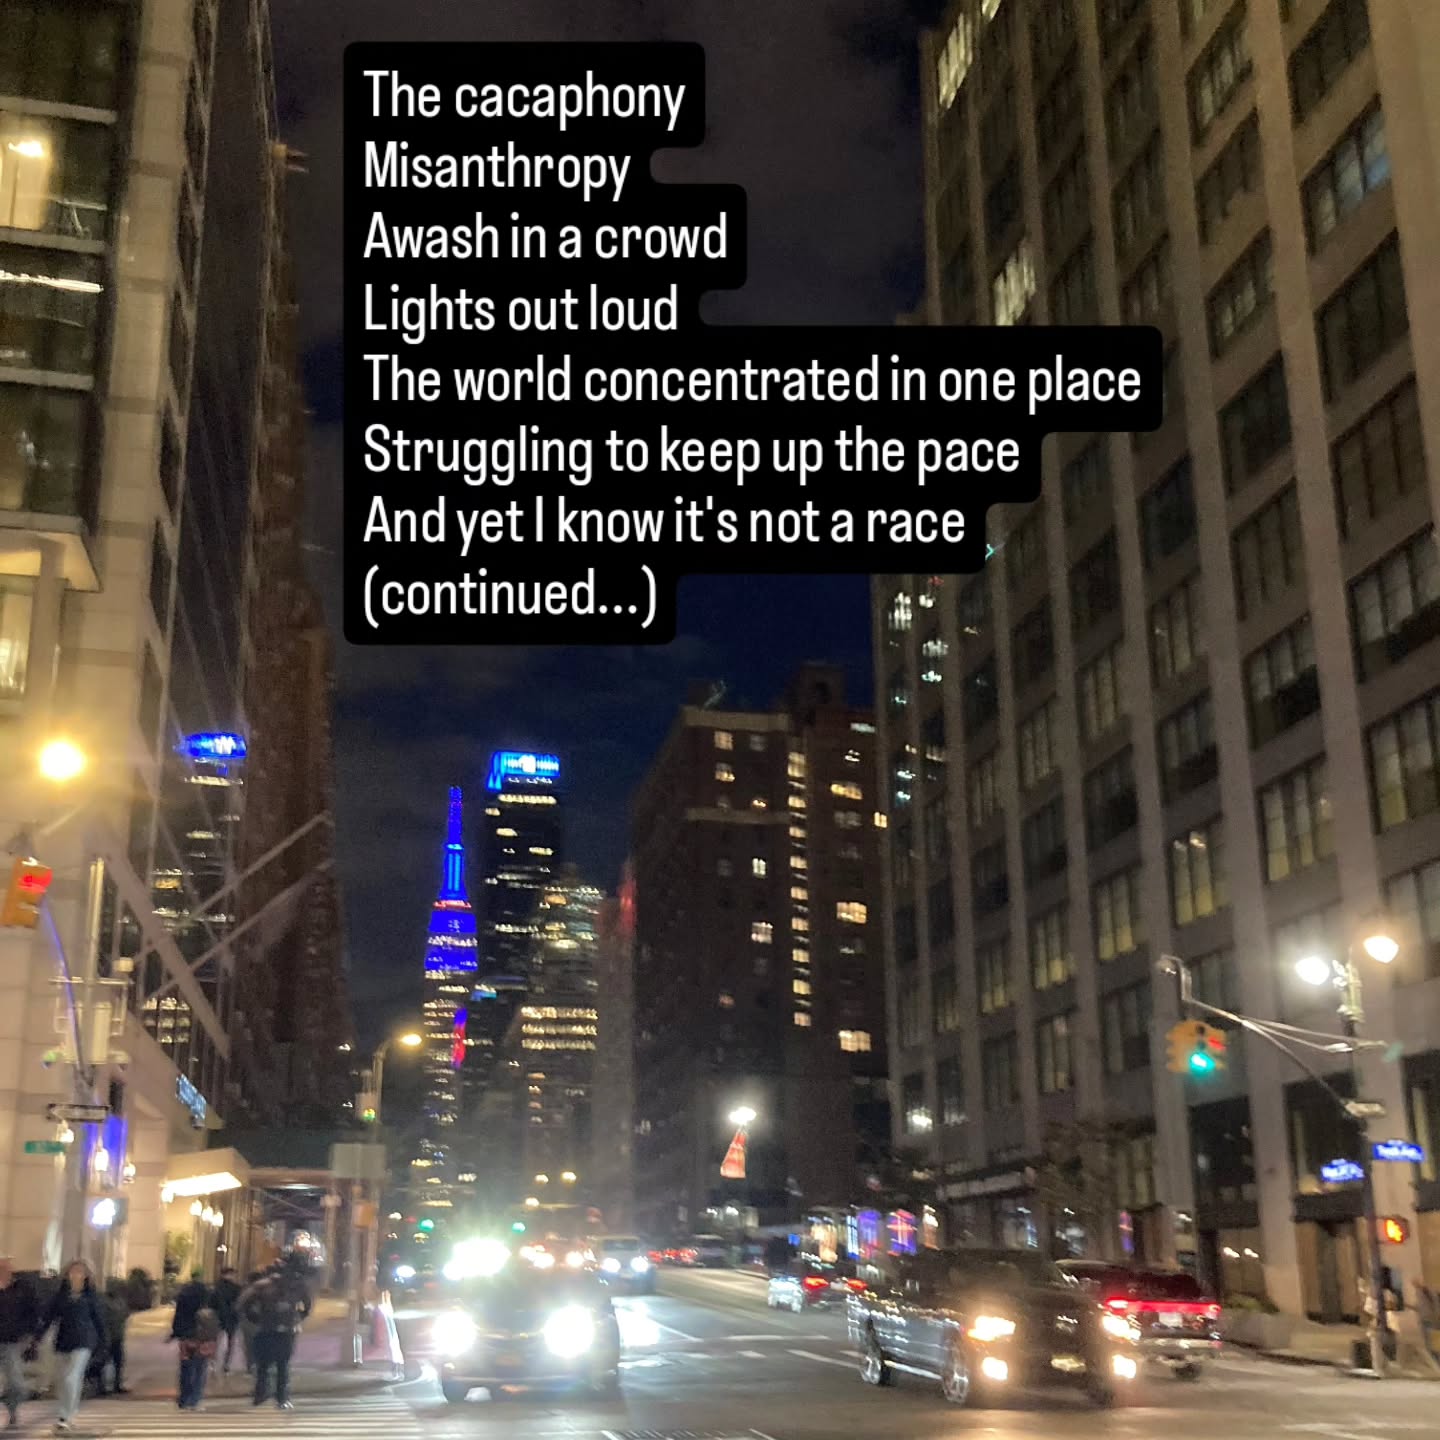 The cacaphony
Misanthropy
Awash in a crowd
Lights out loud
The world concentrated in one place
Struggling to keep up the pace
And yet I know it's not a race
(continued...)